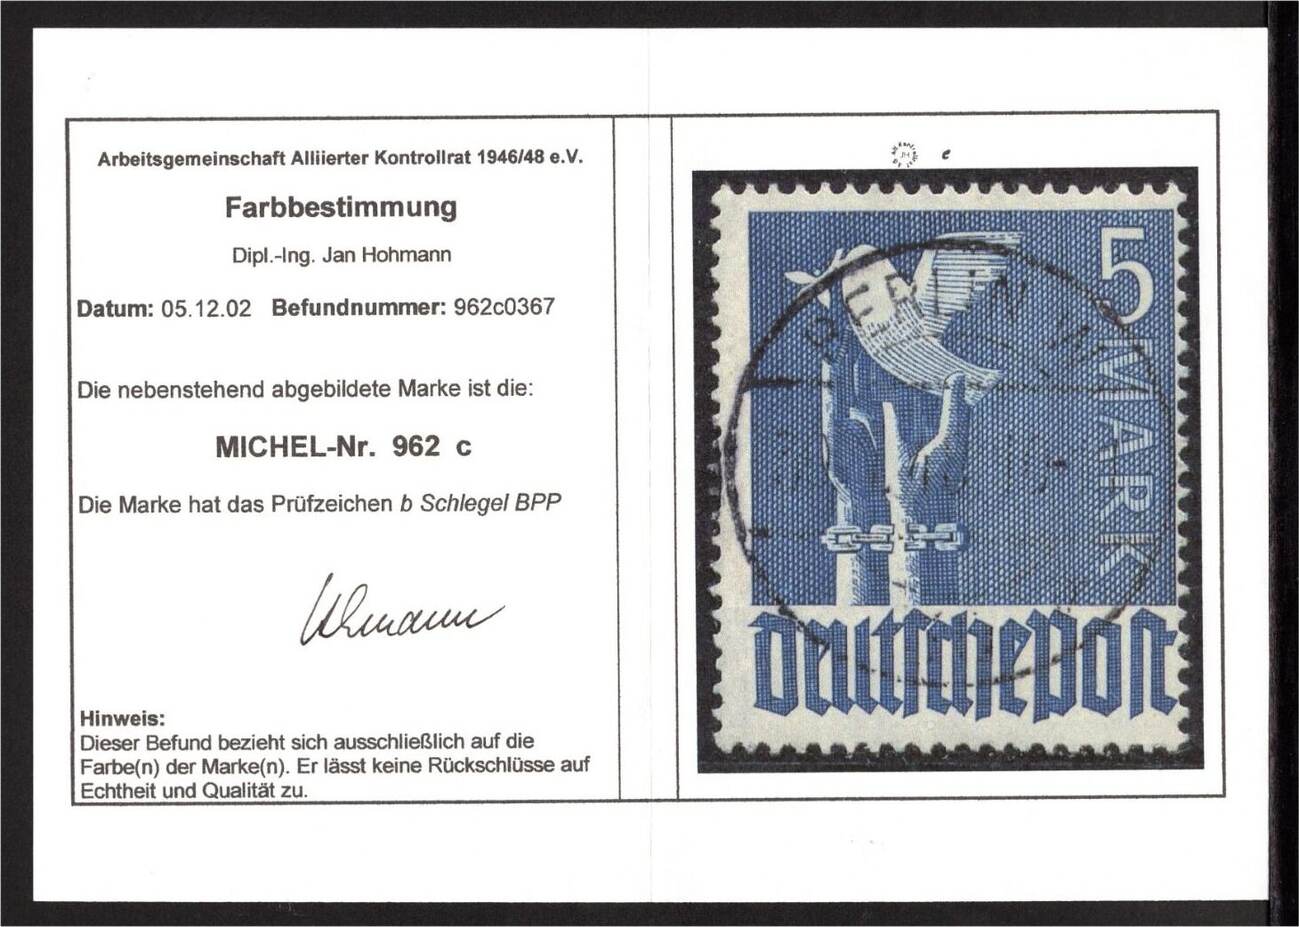 Arbeitsgemeinschaft Alliierter Kontrollrat 1946/48 e.V.
Farbbestimmung
Dipl.-Ing. Jan Hohmann
Datum: 05.12.02 Befundnummer: 962c0367
Die nebenstehend abgebildete Marke ist die:
MICHEL-Nr. 962 c
Die Marke hat das Prüfzeichen b Schlegel BPP
Hohmann
Hinweis:
Dieser Befund bezieht sich ausschließlich auf die
Farbe(n) der Marke(n). Er lässt keine Rückschlüsse auf
Echtheit und Qualität zu.
c
5
MARK
BERLIN W
deutsche post